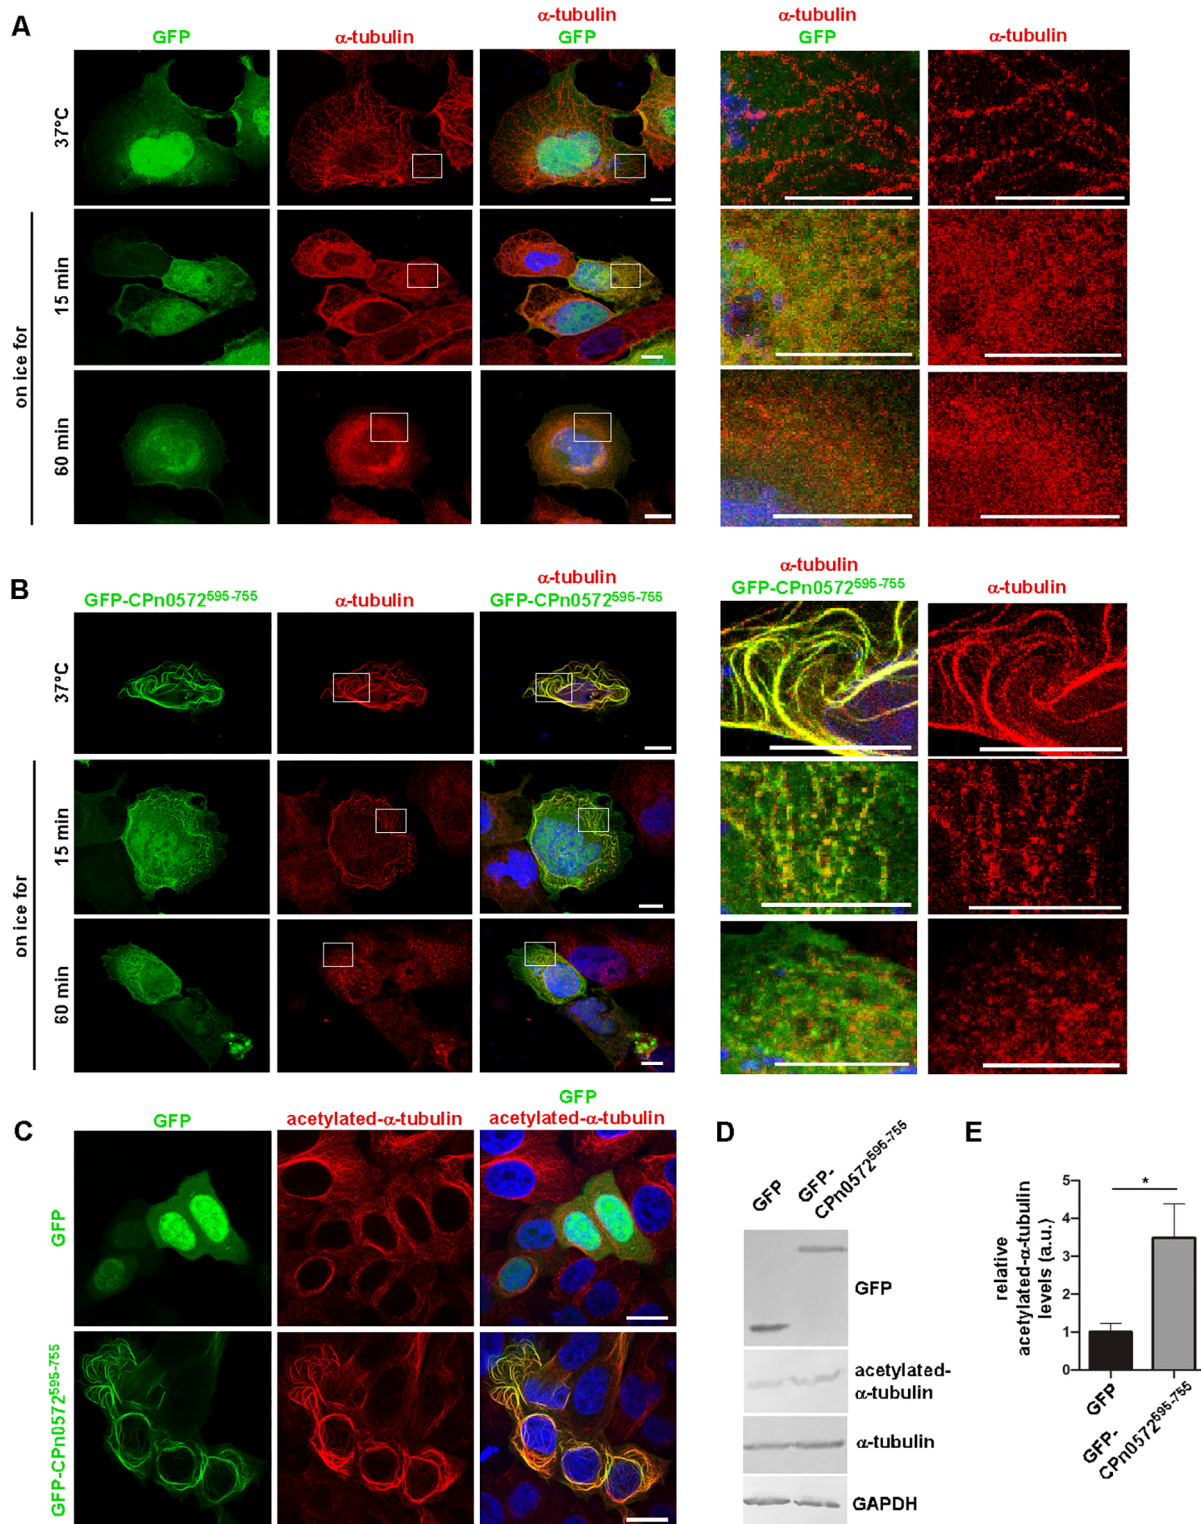 A
GFP
α-tubulin
α-tubulin
GFP
α-tubulin
GFP
α-tubulin
37°C
on ice for
15 min
60 min
B
GFP-CPn0572⁵⁹⁵⁻⁷⁵⁵
α-tubulin
α-tubulin
GFP-CPn0572⁵⁹⁵⁻⁷⁵⁵
α-tubulin
GFP-CPn0572⁵⁹⁵⁻⁷⁵⁵
α-tubulin
37°C
on ice for
15 min
60 min
C
GFP
acetylated-α-tubulin
GFP
acetylated-α-tubulin
GFP
GFP-CPn0572⁵⁹⁵⁻⁷⁵⁵
D
GFP
GFP-
CPn0572⁵⁹⁵⁻⁷⁵⁵
GFP
acetylated-
α-tubulin
α-tubulin
GAPDH
E
relative
acetylated-α-tubulin
levels (a.u.)
5
4
3
2
1
0
*
GFP
GFP-
CPn0572⁵⁹⁵⁻⁷⁵⁵